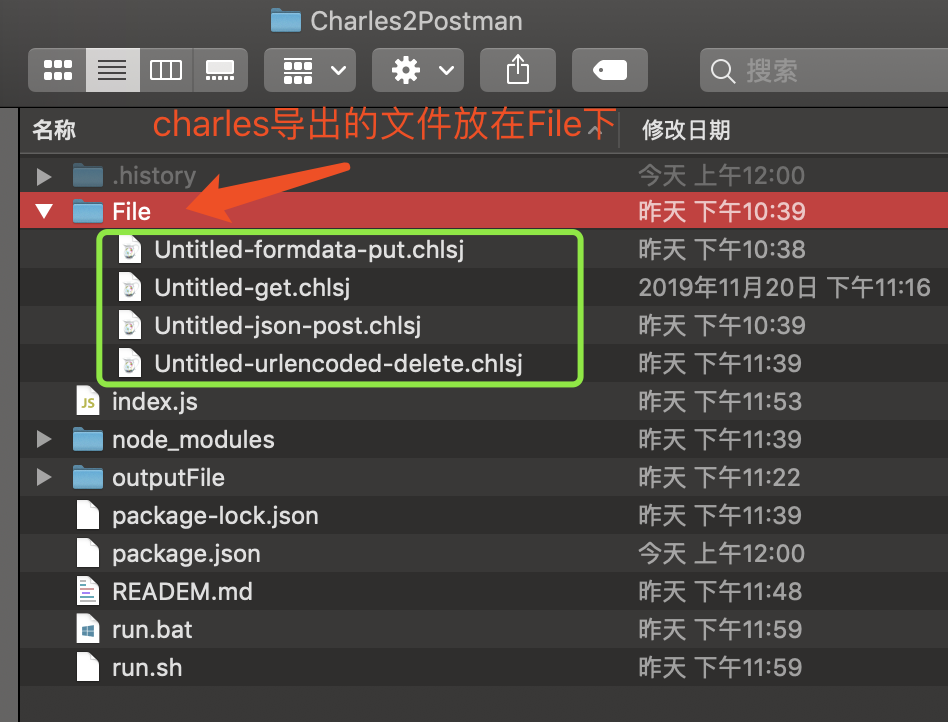 Charles2Postman
搜索
charles导出的文件放在File下
名称 修改日期
.history 今天 上午12:00
File 昨天 下午10:39
Untitled-formdata-put.chlsj 昨天 下午10:38
Untitled-get.chlsj 2019年11月20日 下午11:16
Untitled-json-post.chlsj 昨天 下午10:39
Untitled-urlencoded-delete.chlsj 昨天 下午11:39
JS index.js 昨天 下午11:53
node_modules 昨天 下午11:39
outputFile 昨天 下午11:22
package-lock.json 昨天 下午11:39
package.json 今天 上午12:00
READEM.md 昨天 下午11:48
run.bat 昨天 下午11:59
run.sh 昨天 下午11:59